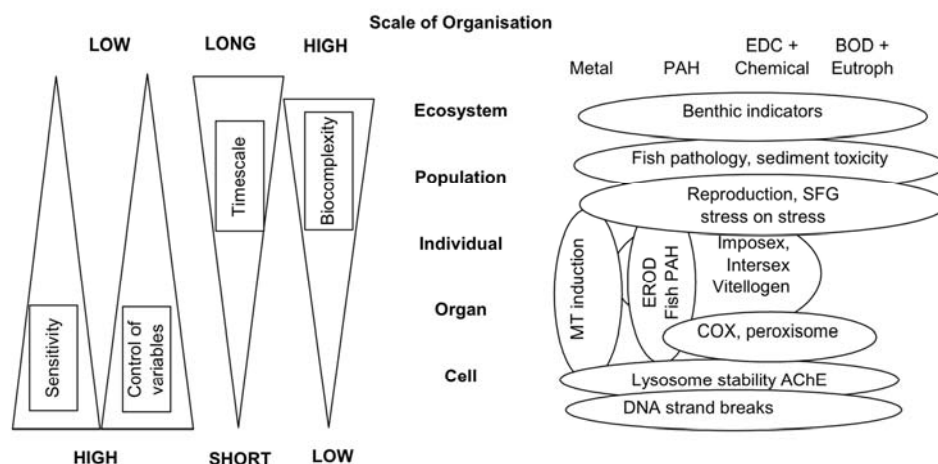 Scale of Organisation
LOW
LONG
HIGH
Sensitivity
Control of
variables
Timescale
Biocomplexity
HIGH
SHORT
LOW
Ecosystem
Population
Individual
Organ
Cell
Metal
PAH
EDC +
Chemical
BOD +
Eutroph
Benthic indicators
Fish pathology, sediment toxicity
Reproduction, SFG
stress on stress
MT induction
EROD
Fish PAH
Imposex,
Intersex
Vitellogen
COX, peroxisome
Lysosome stability AChE
DNA strand breaks